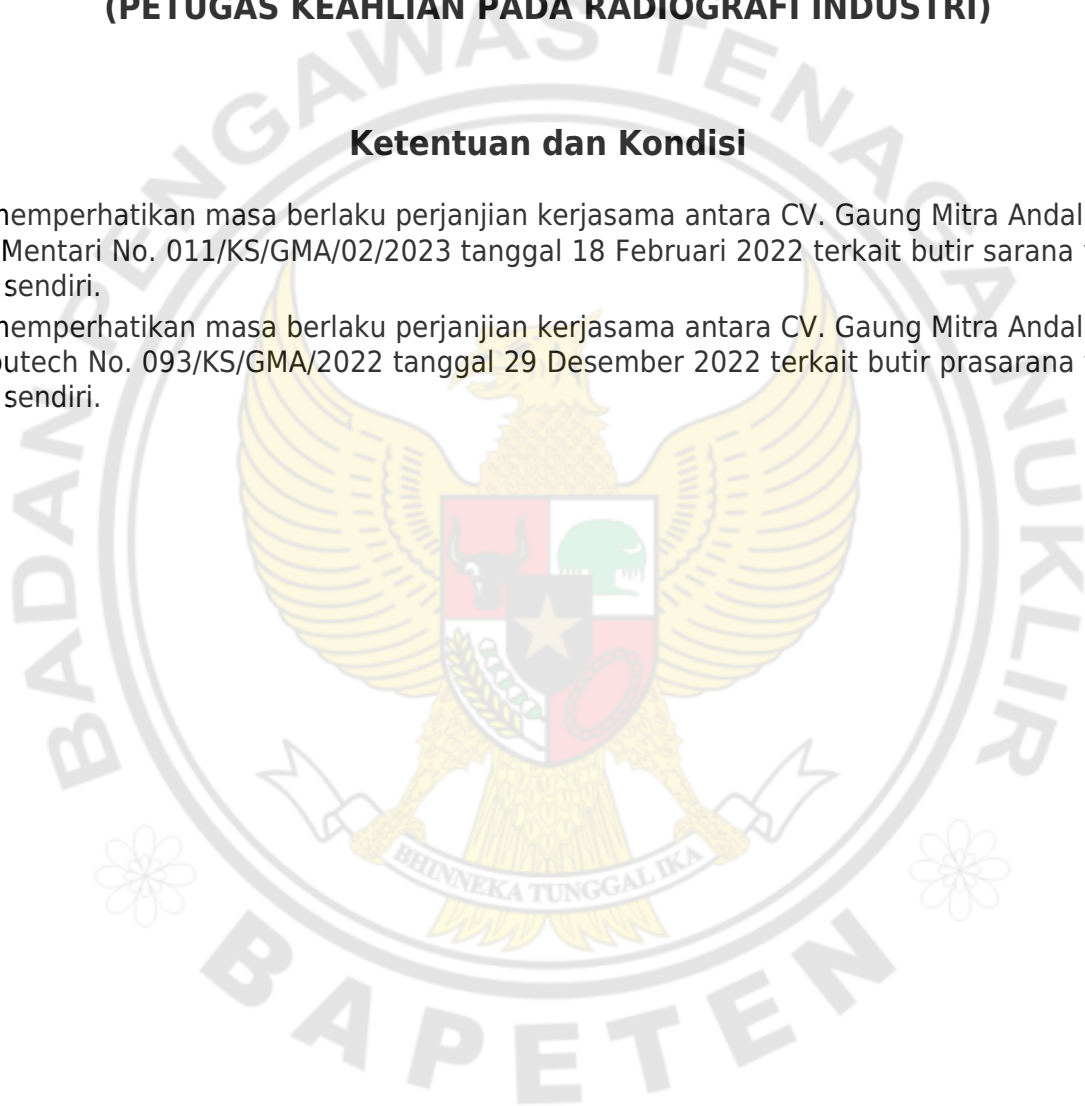 (PETUGAS KEAHLIAN PADA RADIOGRAFI INDUSTRI)
Ketentuan dan Kondisi
memperhatikan masa berlaku perjanjian kerjasama antara CV. Gaung Mitra Andal
Mentari No. 011/KS/GMA/02/2023 tanggal 18 Februari 2022 terkait butir sarana
sendiri.
memperhatikan masa berlaku perjanjian kerjasama antara CV. Gaung Mitra Andal
utech No. 093/KS/GMA/2022 tanggal 29 Desember 2022 terkait butir prasarana
sendiri.
BADAN PENGAWAS TENAGA NUKLIR
BHINNEKA TUNGGAL IKA
BAPETEN